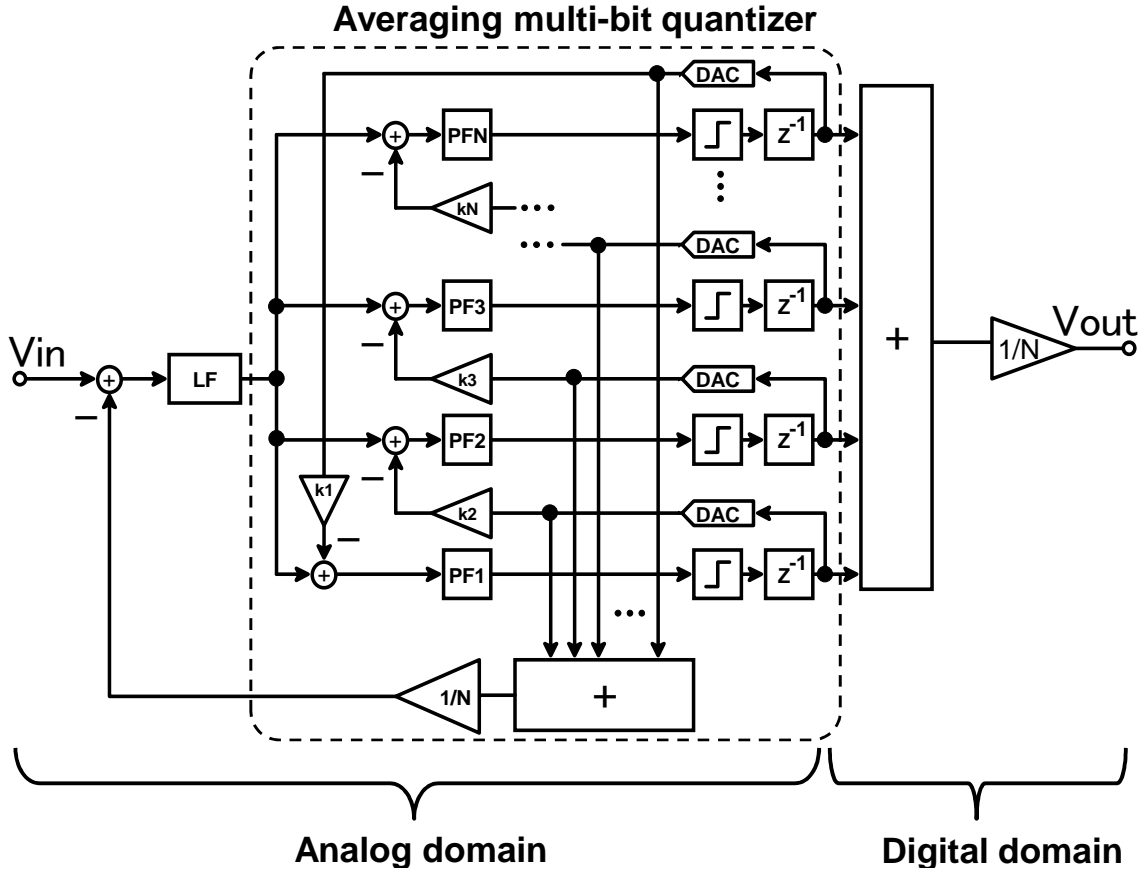 Averaging multi-bit quantizer
DAC
PFN
z-1
kN
DAC
PF3
z-1
Vin
LF
k3
DAC
+
1/N
Vout
PF2
z-1
k1
k2
DAC
PF1
z-1
1/N
+
Analog domain
Digital domain